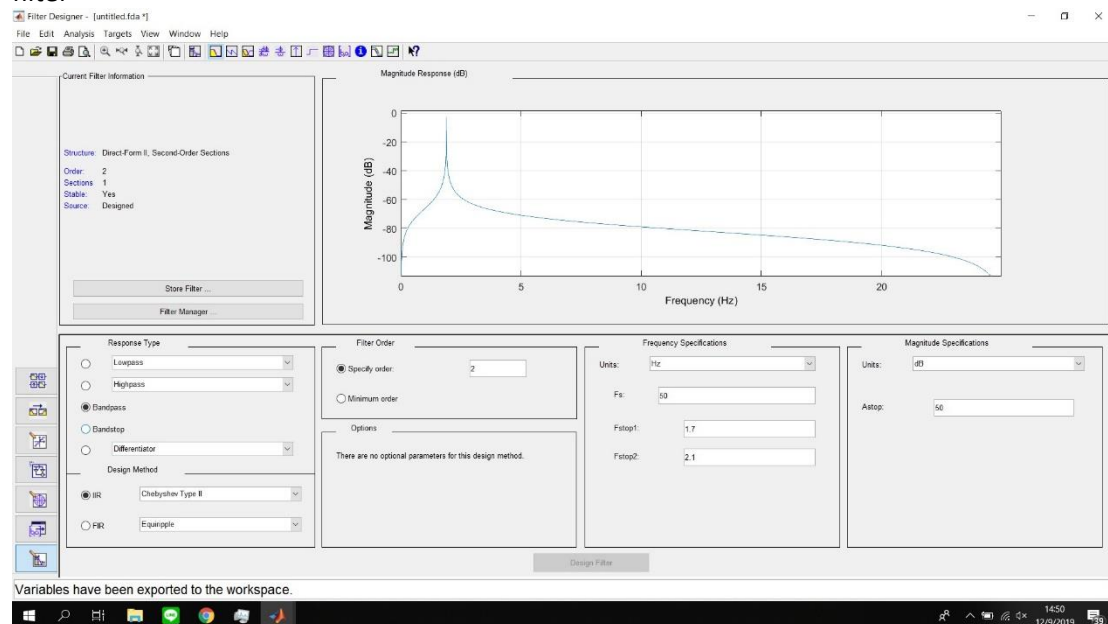 filter
Filter Designer - [untitled.fda *]
File Edit Analysis Targets View Window Help
Current Filter Information
Structure: Direct-Form II, Second-Order Sections
Order: 2
Sections 1
Stable: Yes
Source: Designed
Store Filter ...
Filter Manager ...
Magnitude Response (dB)
Magnitude (dB)
0
-20
-40
-60
-80
-100
0 5 10 15 20
Frequency (Hz)
Response Type
Lowpass
Highpass
Bandpass
Bandstop
Differentiator
Design Method
IIR Chebyshev Type II
FIR Equiripple
Filter Order
Specify order: 2
Minimum order
Options
There are no optional parameters for this design method.
Frequency Specifications
Units: Hz
Fs: 50
Fstop1: 1.7
Fstop2: 2.1
Magnitude Specifications
Units: dB
Astop: 50
Design Filter
Variables have been exported to the workspace.
14:50
12/9/2019
39